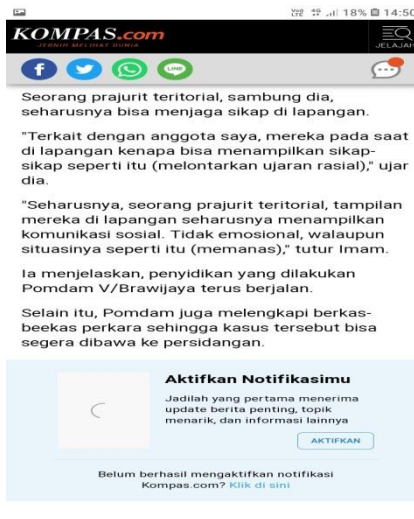 Vo)) LTE 4G 18% 14:50
KOMPAS.com
JERNIH MELIHAT DUNIA
JELAJAH
LINE
Seorang prajurit teritorial, sambung dia,
seharusnya bisa menjaga sikap di lapangan.
"Terkait dengan anggota saya, mereka pada saat
di lapangan kenapa bisa menampilkan sikap-
sikap seperti itu (melontarkan ujaran rasial)," ujar
dia.
"Seharusnya, seorang prajurit teritorial, tampilan
mereka di lapangan seharusnya menampilkan
komunikasi sosial. Tidak emosional, walaupun
situasinya seperti itu (memanas)," tutur Imam.
Ia menjelaskan, penyidikan yang dilakukan
Pomdam V/Brawijaya terus berjalan.
Selain itu, Pomdam juga melengkapi berkas-
beekas perkara sehingga kasus tersebut bisa
segera dibawa ke persidangan.
Aktifkan Notifikasimu
Jadilah yang pertama menerima
update berita penting, topik
menarik, dan informasi lainnya
AKTIFKAN
Belum berhasil mengaktifkan notifikasi
Kompas.com? Klik di sini